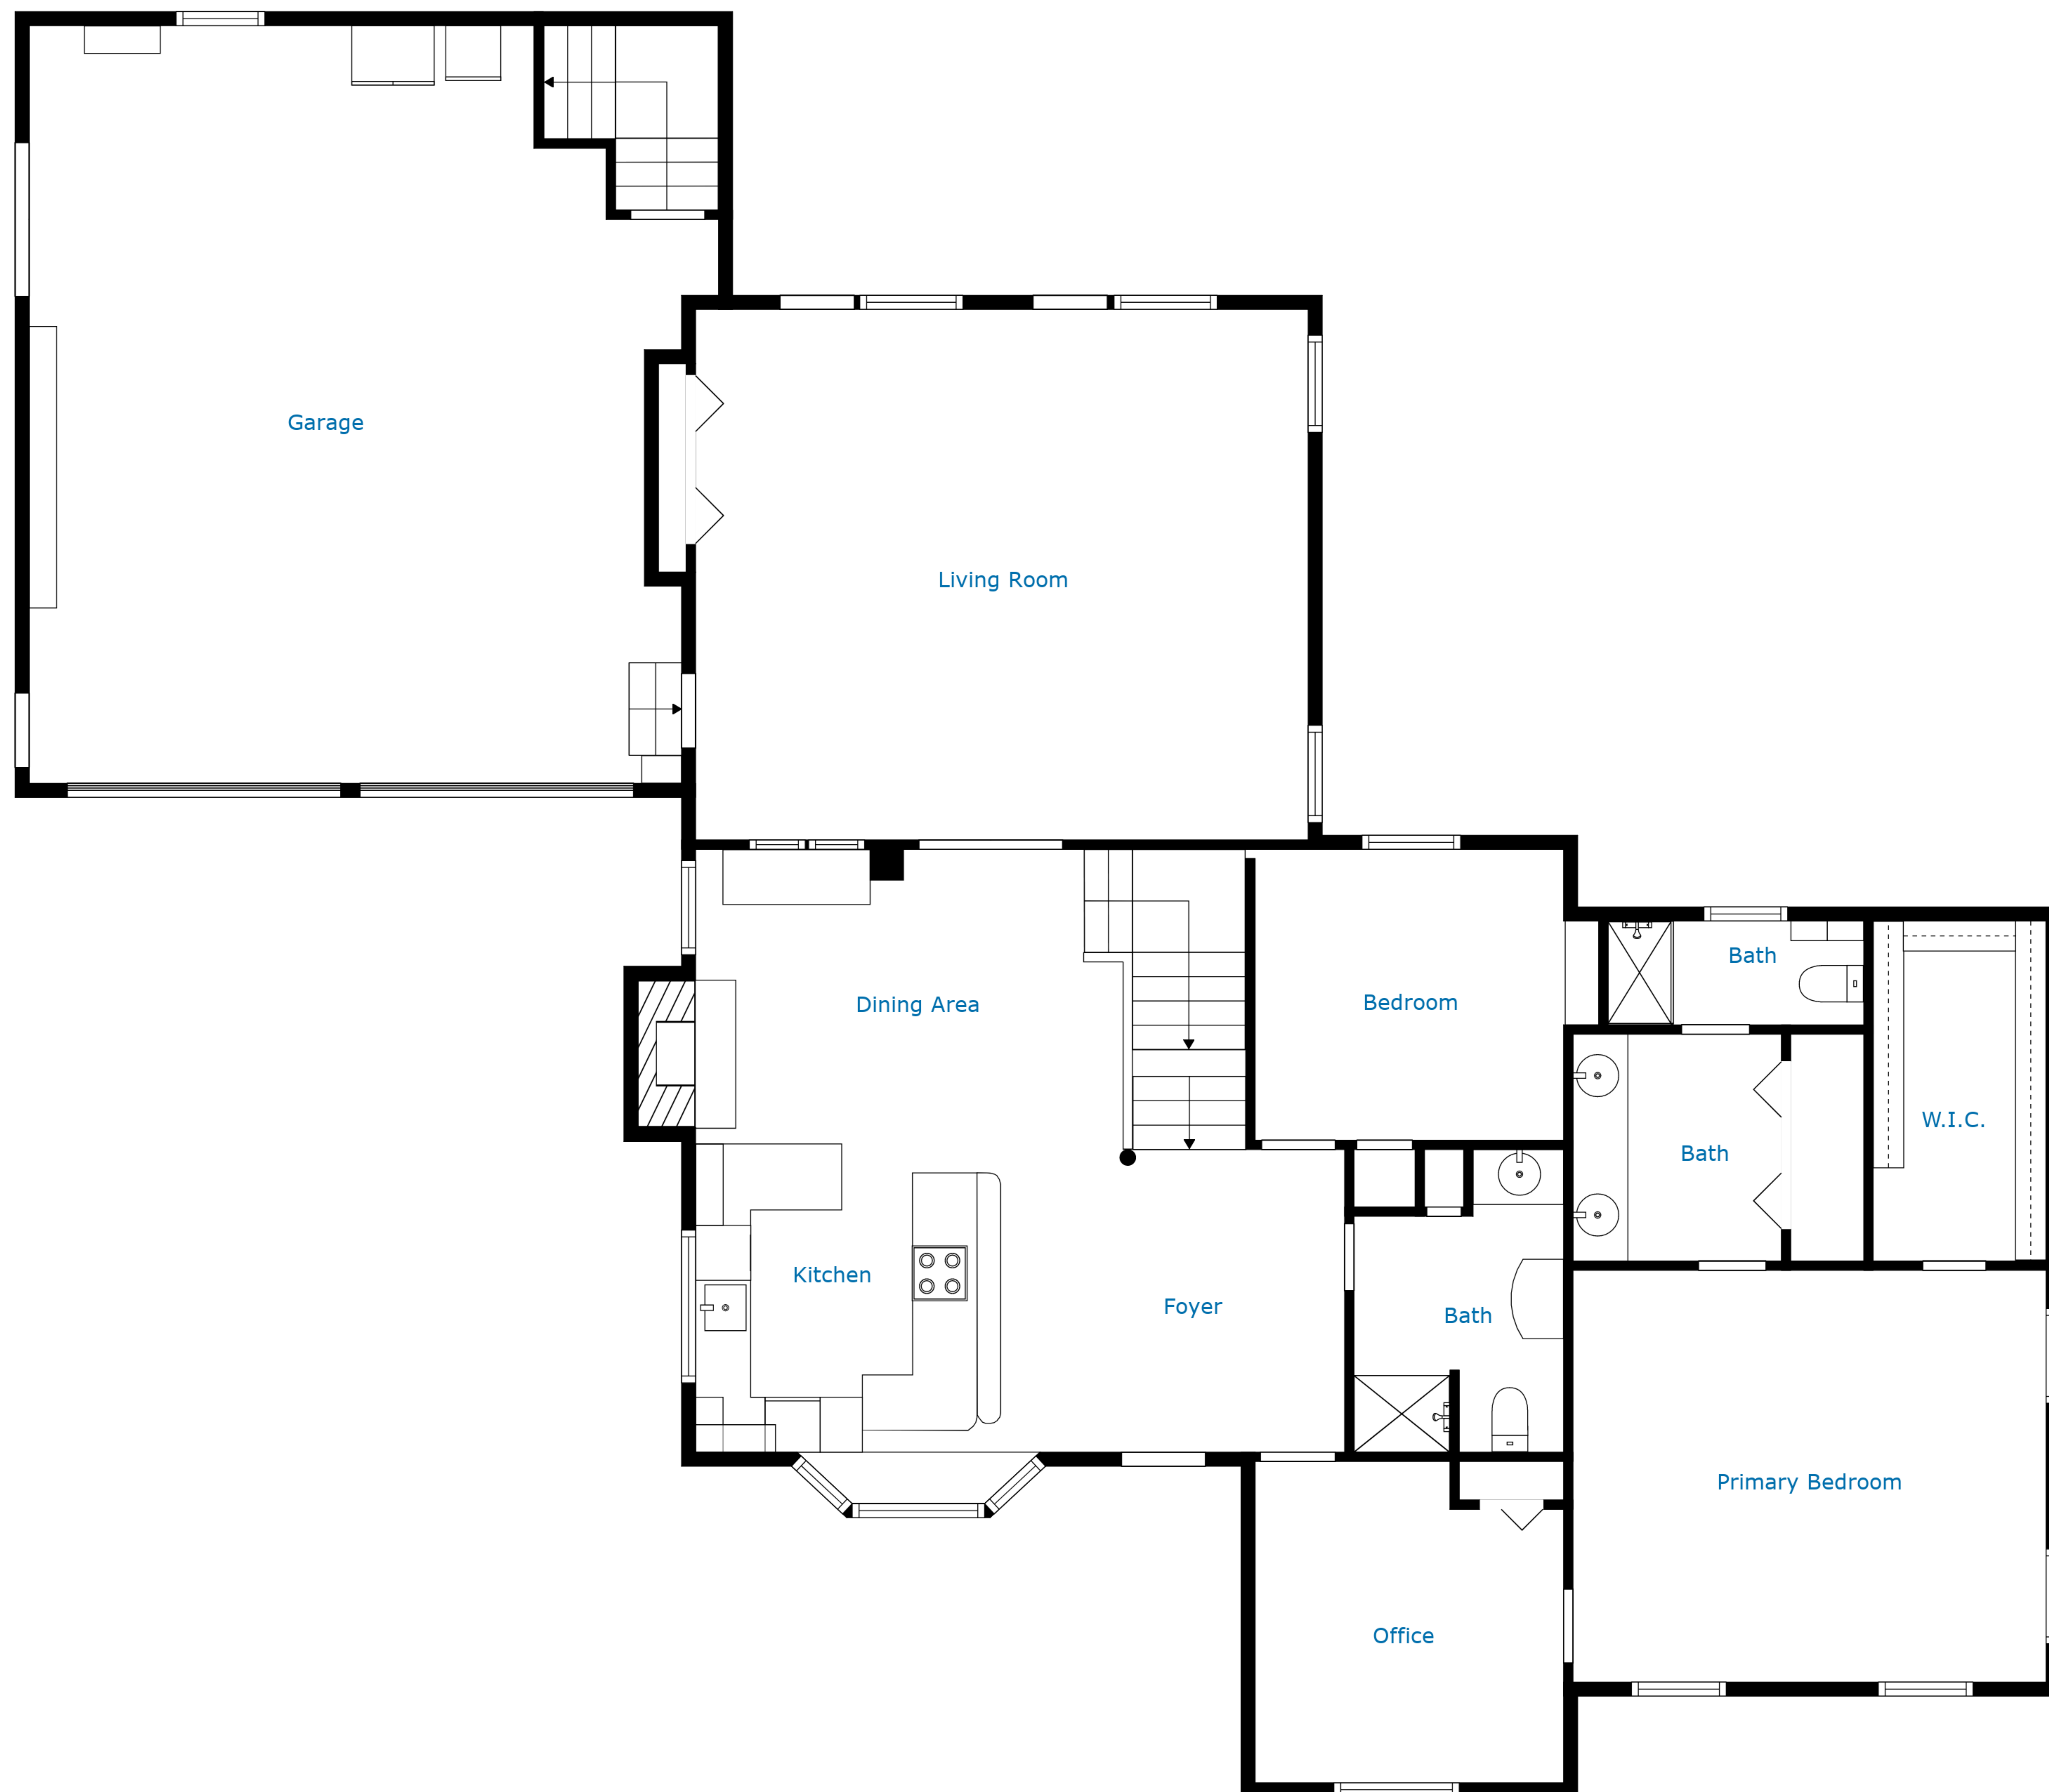 Garage
Living Room
Bath
Dining Area
Bedroom
W.I.C.
Bath
Kitchen
Foyer
Bath
Primary Bedroom
Office